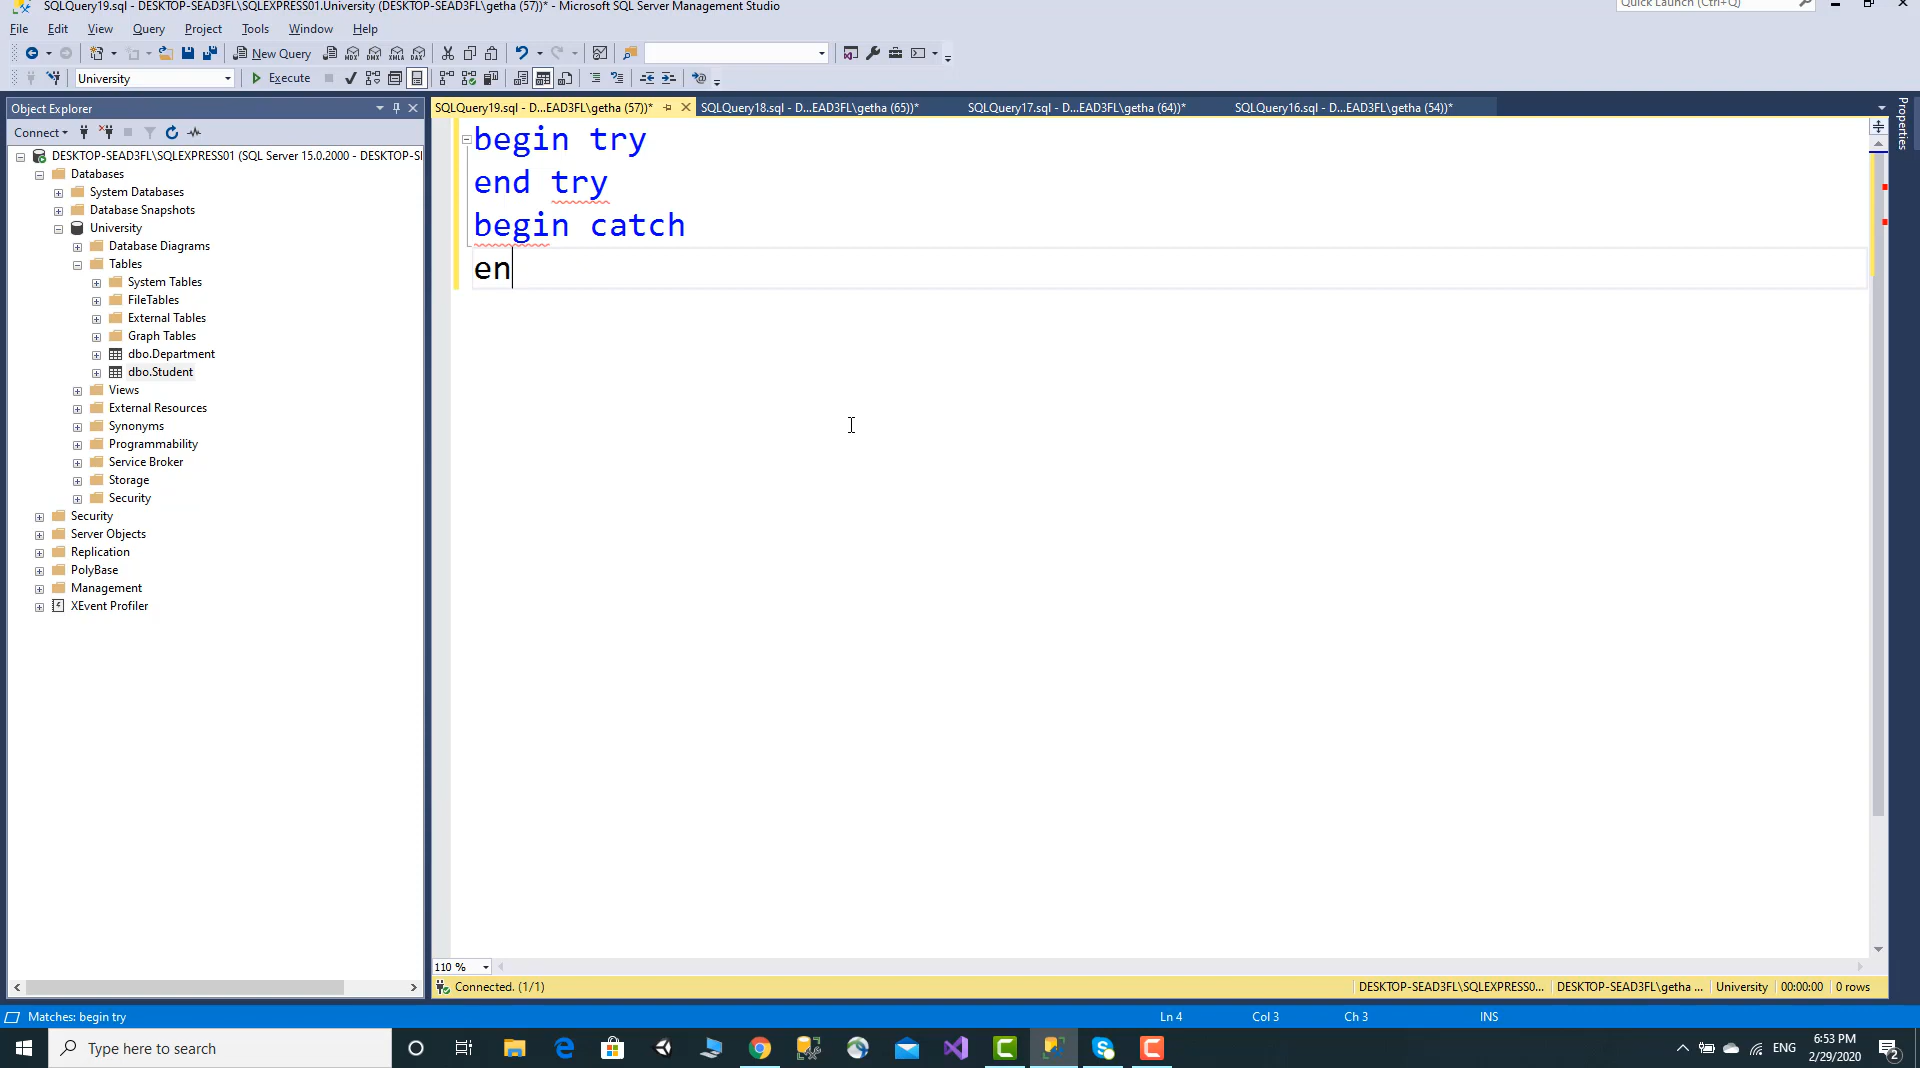 SQLQuery19.sql - DESKTOP-SEAD3FL\SQLEXPRESS01.University (DESKTOP-SEAD3FL\getha (57))* - Microsoft SQL Server Management Studio
Quick Launch (Ctrl+Q)
File Edit View Query Project Tools Window Help
New Query
University
Execute
Object Explorer
SQLQuery19.sql - D...EAD3FL\getha (57))*
SQLQuery18.sql - D...EAD3FL\getha (65))*
SQLQuery17.sql - D...EAD3FL\getha (64))*
SQLQuery16.sql - D...EAD3FL\getha (54))*
Properties
Connect
DESKTOP-SEAD3FL\SQLEXPRESS01 (SQL Server 15.0.2000 - DESKTOP-SI
Databases
System Databases
Database Snapshots
University
Database Diagrams
Tables
System Tables
FileTables
External Tables
Graph Tables
dbo.Department
dbo.Student
Views
External Resources
Synonyms
Programmability
Service Broker
Storage
Security
Security
Server Objects
Replication
PolyBase
Management
XEvent Profiler
begin try
end try
begin catch
en
110 %
Connected. (1/1)
DESKTOP-SEAD3FL\SQLEXPRESS0... DESKTOP-SEAD3FL\getha ... University 00:00:00 0 rows
Matches: begin try
Ln 4 Col 3 Ch 3 INS
Type here to search
ENG
6:53 PM
2/29/2020
2